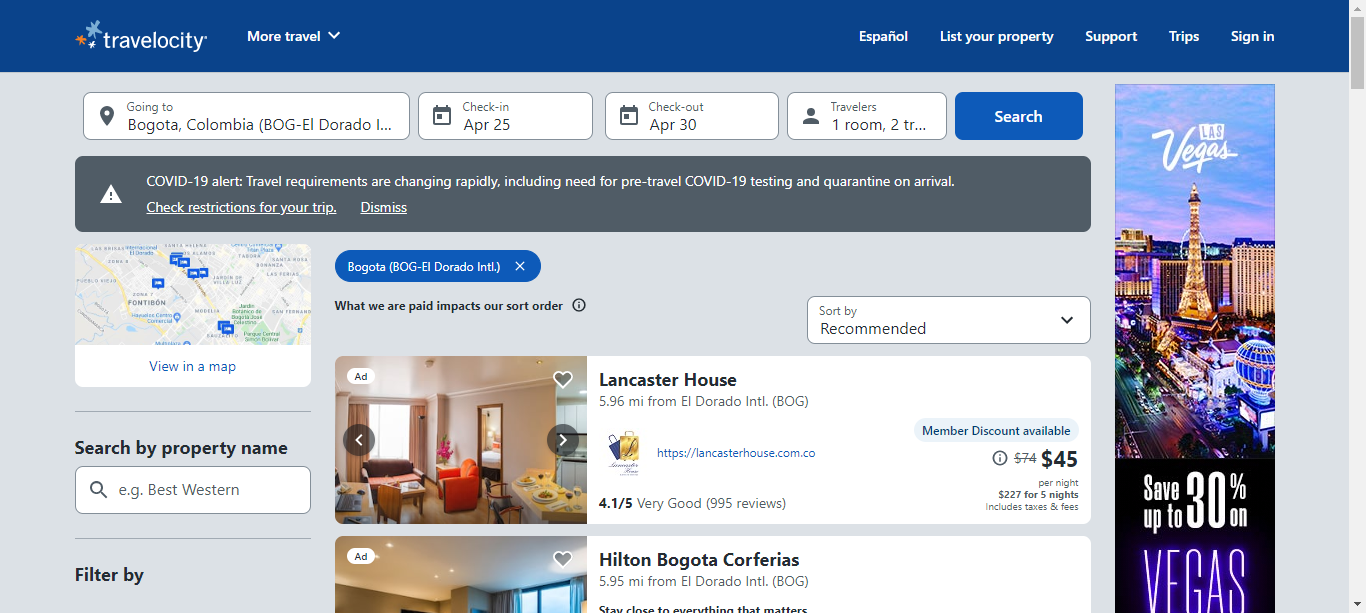 travelocity
More travel
Español
List your property
Support
Trips
Sign in
Going to
Bogota, Colombia (BOG-El Dorado I...
Check-in
Apr 25
Check-out
Apr 30
Travelers
1 room, 2 tr...
Search
COVID-19 alert: Travel requirements are changing rapidly, including need for pre-travel COVID-19 testing and quarantine on arrival.
Check restrictions for your trip.
Dismiss
FONTIBÓN
View in a map
Search by property name
e.g. Best Western
Filter by
Bogota (BOG-El Dorado Intl.)
What we are paid impacts our sort order
Sort by
Recommended
Ad
Lancaster House
5.96 mi from El Dorado Intl. (BOG)
Lancaster House
https://lancasterhouse.com.co
4.1/5 Very Good (995 reviews)
Member Discount available
$74 $45
per night
$227 for 5 nights
Includes taxes & fees
Ad
Hilton Bogota Corferias
5.95 mi from El Dorado Intl. (BOG)
Stay close to everything that matters
LAS
Vegas
Save
up to 30% on
VEGAS